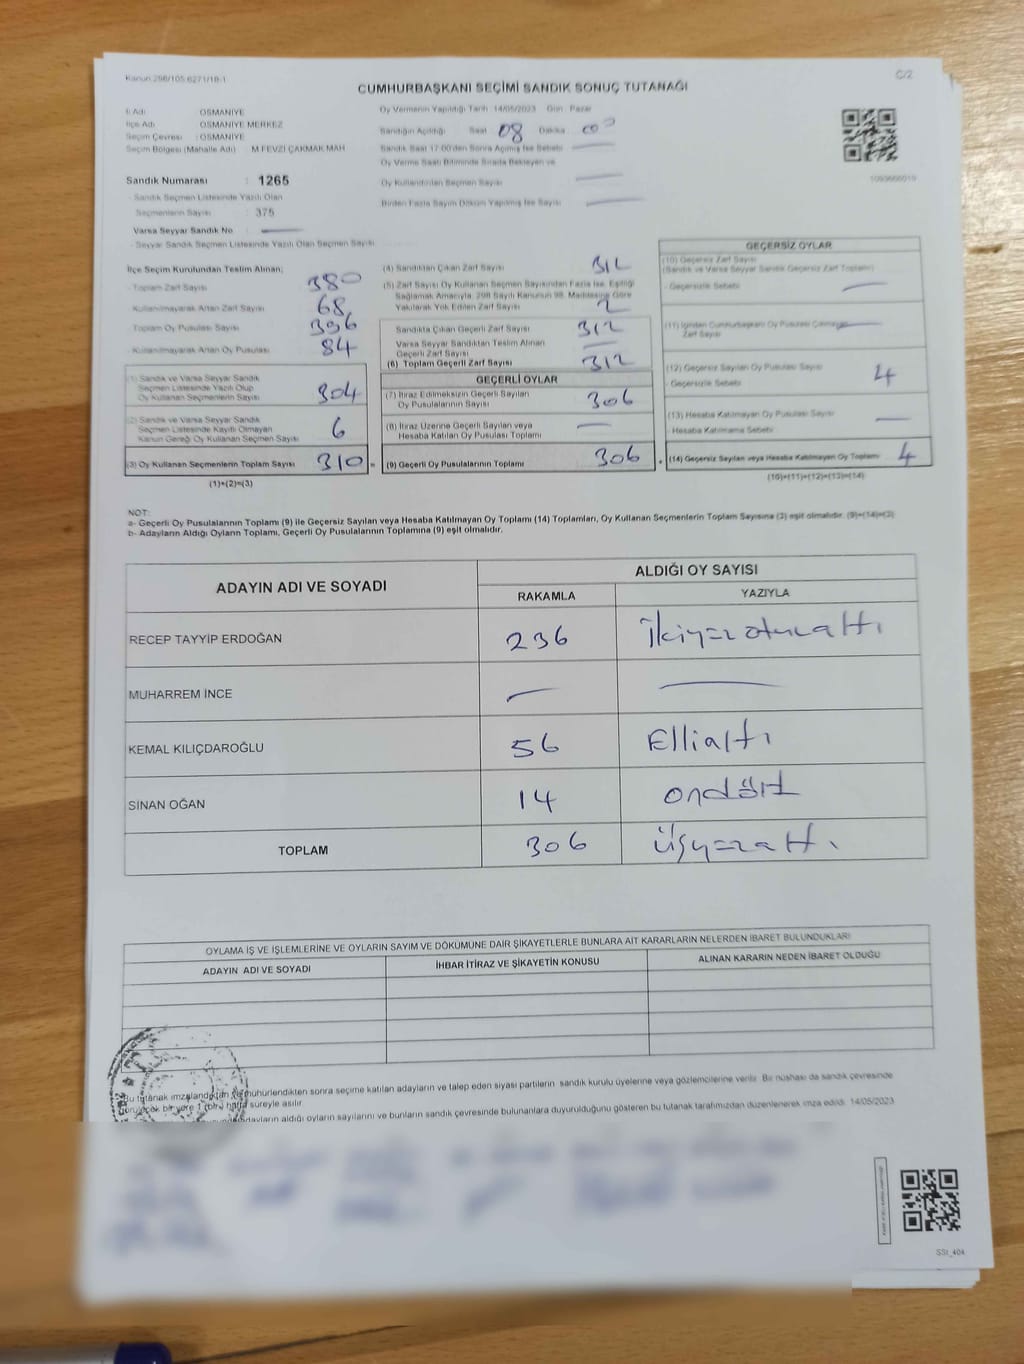 Kanun 298/105.6271/18-1
C/2
CUMHURBAŞKANI SEÇİMİ SANDIK SONUÇ TUTANAĞI
İl Adı OSMANİYE
İlçe Adı OSMANİYE MERKEZ
Seçim Çevresi : OSMANİYE
Seçim Bölgesi (Mahalle Adı) M.FEVZİ ÇAKMAK MAH
Sandık Numarası : 1265
- Sandık Seçmen Listesinde Yazılı Olan
Seçmenlerin Sayısı : 375
Varsa Seyyar Sandık No : —
- Seyyar Sandık Seçmen Listesinde Yazılı Olan Seçmen Sayısı
Oy Vermenin Yapıldığı Tarih 14/05/2023 Gün : Pazar
Sandığın Açıldığı Saat 08 Dakika 00
Sandık Saat 17:00'den Sonra Açılmış İse Sebebi —
Oy Verme Saati Bitiminde Sırada Bekleyen ve
Oy Kullandırılan Seçmen Sayısı —
Birden Fazla Sayım Döküm Yapılmış İse Sayısı —
İlçe Seçim Kurulundan Teslim Alınan;
- Toplam Zarf Sayısı 380
Kullanılmayarak Artan Zarf Sayısı 68
Toplam Oy Pusulası Sayısı 396
- Kullanılmayarak Artan Oy Pusulası 84
(1) Sandık ve Varsa Seyyar Sandık
Seçmen Listesinde Yazılı Olup
Oy Kullanan Seçmenlerin Sayısı 304
(2) Sandık ve Varsa Seyyar Sandık
Seçmen Listesinde Kayıtlı Olmayan
Kanun Gereği Oy Kullanan Seçmen Sayısı 6
(3) Oy Kullanan Seçmenlerin Toplam Sayısı 310 =
(1)+(2)=(3)
(4) Sandıktan Çıkan Zarf Sayısı 312
(5) Zarf Sayısı Oy Kullanan Seçmen Sayısından Fazla İse, Eşitliği
Sağlamak Amacıyla, 298 Sayılı Kanunun 98. Maddesine Göre
Yakılarak Yok Edilen Zarf Sayısı 2
Sandıkta Çıkan Geçerli Zarf Sayısı 312
Varsa Seyyar Sandıktan Teslim Alınan
Geçerli Zarf Sayısı —
(6) Toplam Geçerli Zarf Sayısı 312
GEÇERLİ OYLAR
(7) İtiraz Edilmeksizin Geçerli Sayılan
Oy Pusulalarının Sayısı 306
(8) İtiraz Üzerine Geçerli Sayılan veya
Hesaba Katılan Oy Pusulası Toplamı —
(9) Geçerli Oy Pusulalarının Toplamı 306 +
GEÇERSİZ OYLAR
(10) Geçersiz Zarf Sayısı
(Sandık ve Varsa Seyyar Sandık Geçersiz Zarf Toplamı)
- Geçersizlik Sebebi —
(11) İçinden Cumhurbaşkanı Oy Pusulası Çıkmayan
Zarf Sayısı —
(12) Geçersiz Sayılan Oy Pusulası Sayısı
- Geçersizlik Sebebi 4
(13) Hesaba Katılmayan Oy Pusulası Sayısı
- Hesaba Katılmama Sebebi —
(14) Geçersiz Sayılan veya Hesaba Katılmayan Oy Toplamı 4
(10)+(11)+(12)+(13)=(14)
NOT:
a- Geçerli Oy Pusulalarının Toplamı (9) ile Geçersiz Sayılan veya Hesaba Katılmayan Oy Toplamı (14) Toplamları, Oy Kullanan Seçmenlerin Toplam Sayısına (3) eşit olmalıdır. (9)+(14)=(3)
b- Adayların Aldığı Oyların Toplamı, Geçerli Oy Pusulalarının Toplamına (9) eşit olmalıdır.
ADAYIN ADI VE SOYADI ALDIĞI OY SAYISI
RAKAMLA YAZIYLA
RECEP TAYYİP ERDOĞAN 236 İkiyüzotuzaltı
MUHARREM İNCE — —
KEMAL KILIÇDAROĞLU 56 Ellialtı
SİNAN OĞAN 14 ondört
TOPLAM 306 Üçyüzaltı
OYLAMA İŞ VE İŞLEMLERİNE VE OYLARIN SAYIM VE DÖKÜMÜNE DAİR ŞİKAYETLERLE BUNLARA AİT KARARLARIN NELERDEN İBARET BULUNDUKLARI
ADAYIN ADI VE SOYADI İHBAR İTİRAZ VE ŞİKAYETİN KONUSU ALINAN KARARIN NEDEN İBARET OLDUĞU
Bu tutanak imzalandıktan ve mühürlendikten sonra seçime katılan adayların ve talep eden siyasi partilerin sandık kurulu üyelerine veya gözlemcilerine verilir. Bir nüshası da sandık çevresinde
görülecek bir yere 1 (bir) hafta süreyle asılır.
adayların aldığı oyların sayılarını ve bunların sandık çevresinde bulunanlara duyurulduğunu gösteren bu tutanak tarafımızdan düzenlenerek imza edildi. 14/05/2023
SSt_404